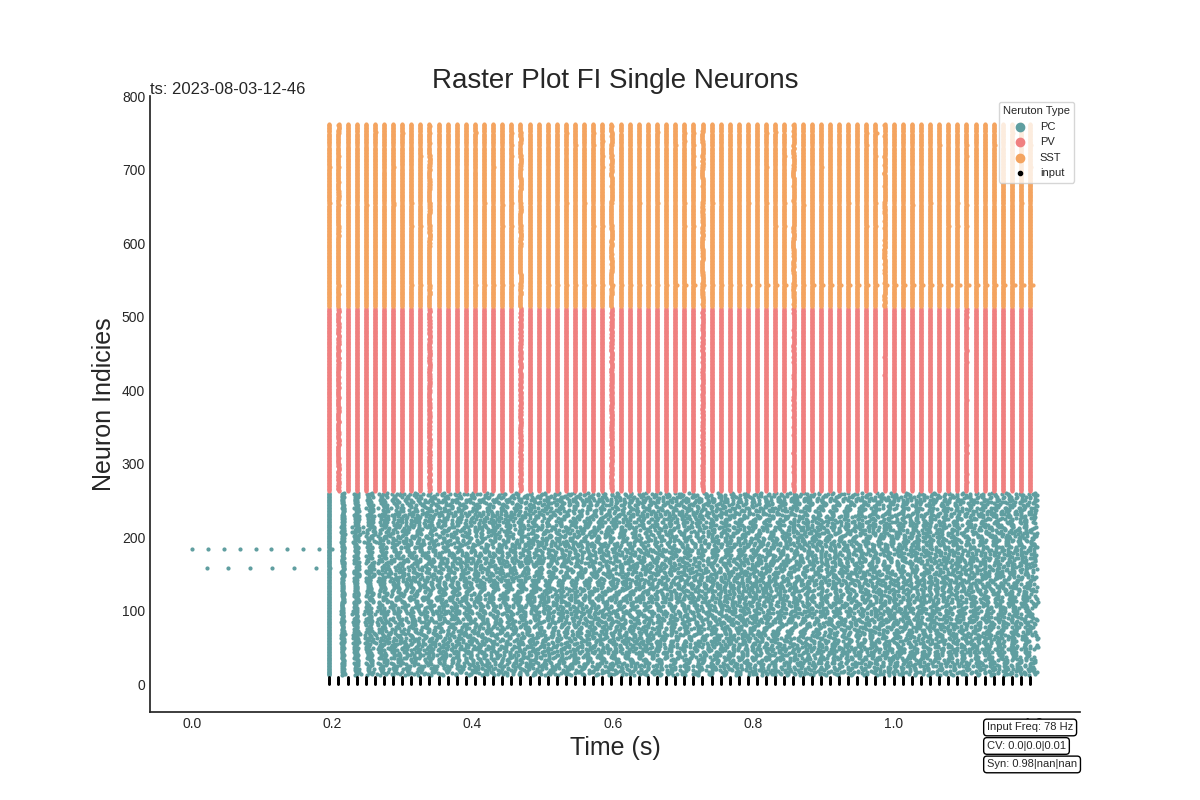 Raster Plot FI Single Neurons
ts: 2023-08-03-12-46
Neruton Type
PC
PV
SST
input
Neuron Indicies
800
700
600
500
400
300
200
100
0
0.0 0.2 0.4 0.6 0.8 1.0
Time (s)
Input Freq: 78 Hz
CV: 0.0|0.0|0.01
Syn: 0.98|nan|nan